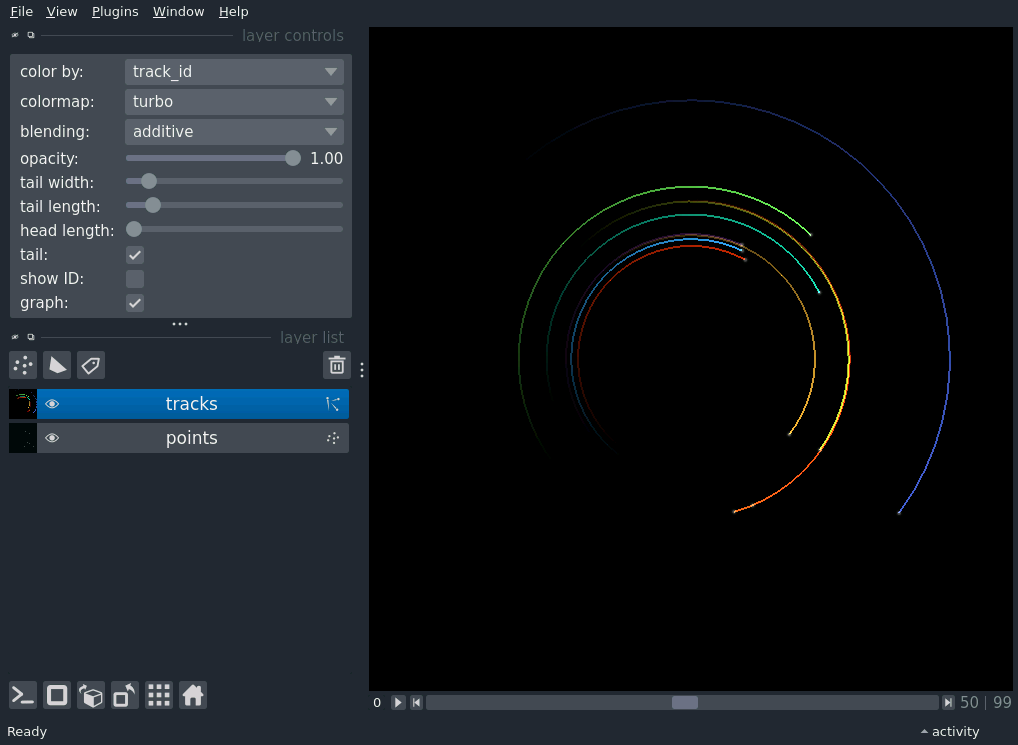 File View Plugins Window Help
layer controls
color by: track_id
colormap: turbo
blending: additive
opacity: 1.00
tail width:
tail length:
head length:
tail:
show ID:
graph:
layer list
tracks
points
0 50 | 99
Ready activity